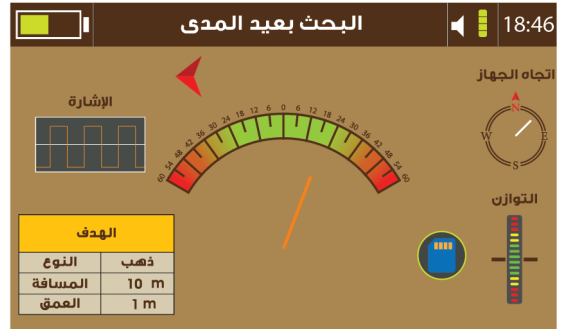 البحث بعيد المدى
18:46
اتجاه الجهاز
N
W E
S
الإشارة
60 54 48 42 36 30 24 18 12 6 0 6 12 18 24 30 36 42 48 54 60
التوازن
الهدف
النوع ذهب
المسافة 10 m
العمق 1 m